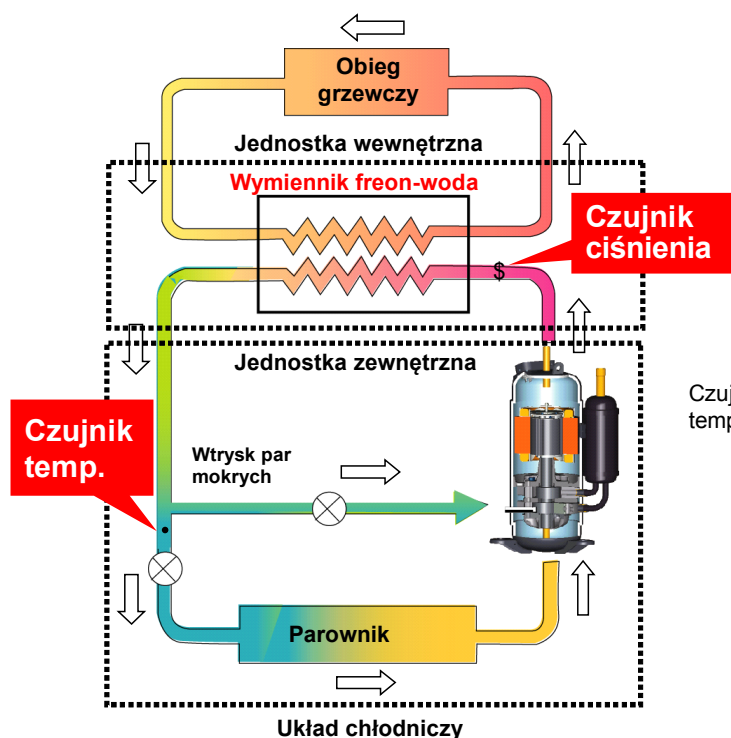 Obieg
grzewczy
Jednostka wewnętrzna
Wymiennik freon-woda
Czujnik
ciśnienia
$
Jednostka zewnętrzna
Czujnik
temp.
Wtrysk par
mokrych
Parownik
Układ chłodniczy